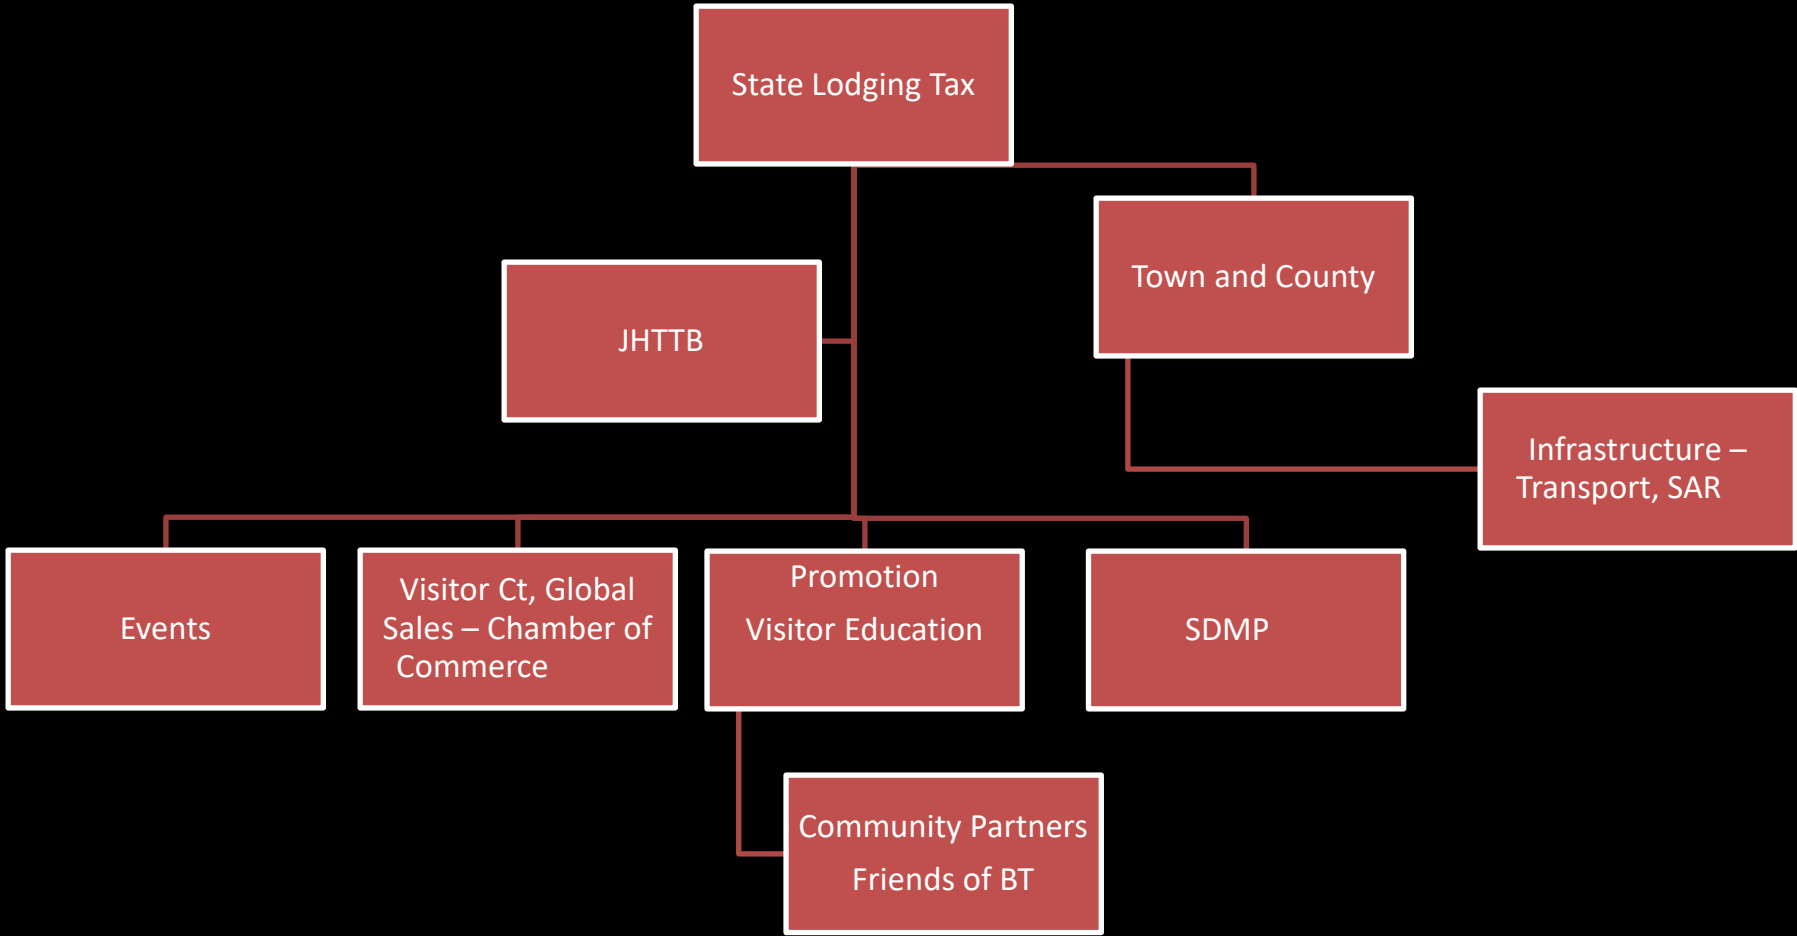 State Lodging Tax
Town and County
JHTTB
Infrastructure –
Transport, SAR
Events
Visitor Ct, Global
Sales – Chamber of
Commerce
Promotion
Visitor Education
SDMP
Community Partners
Friends of BT